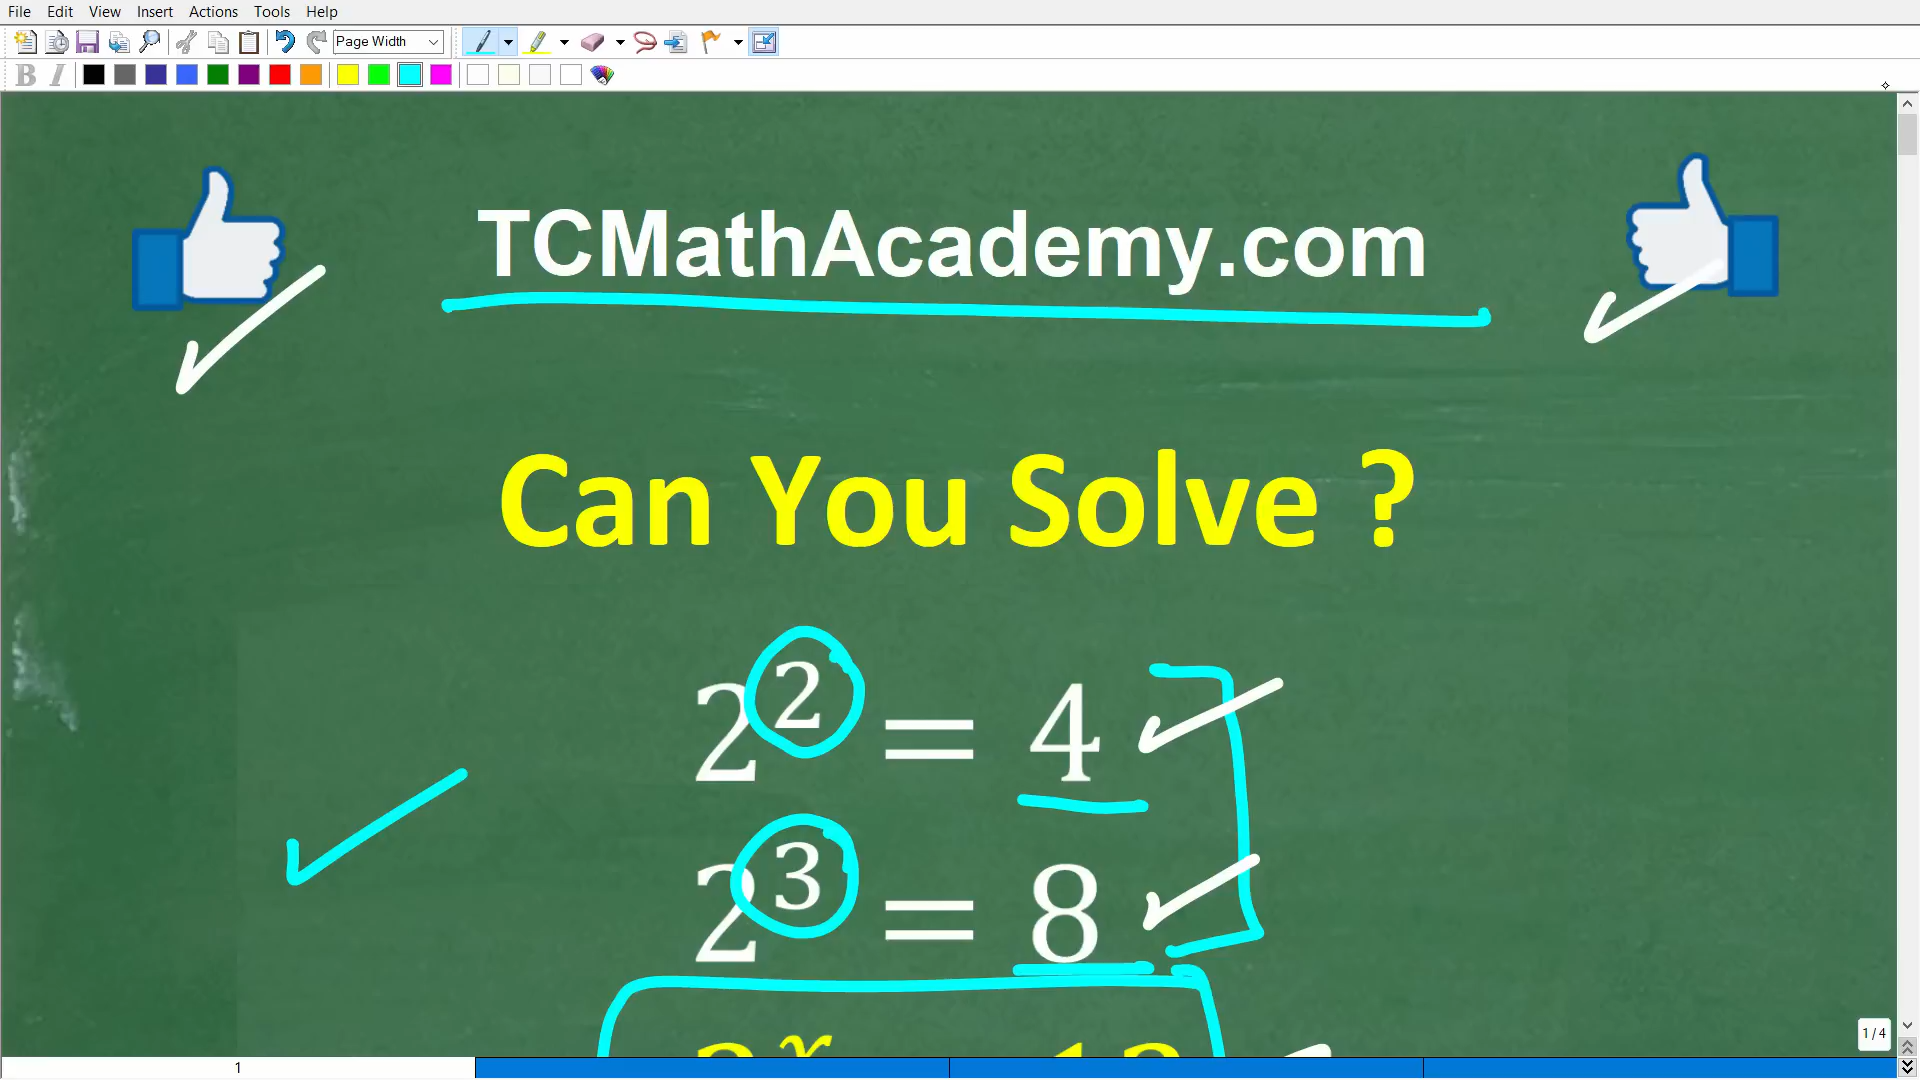 File Edit View Insert Actions Tools Help
Page Width
B I
TCMathAcademy.com
Can You Solve ?
2² = 4
2³ = 8
1 / 4
1